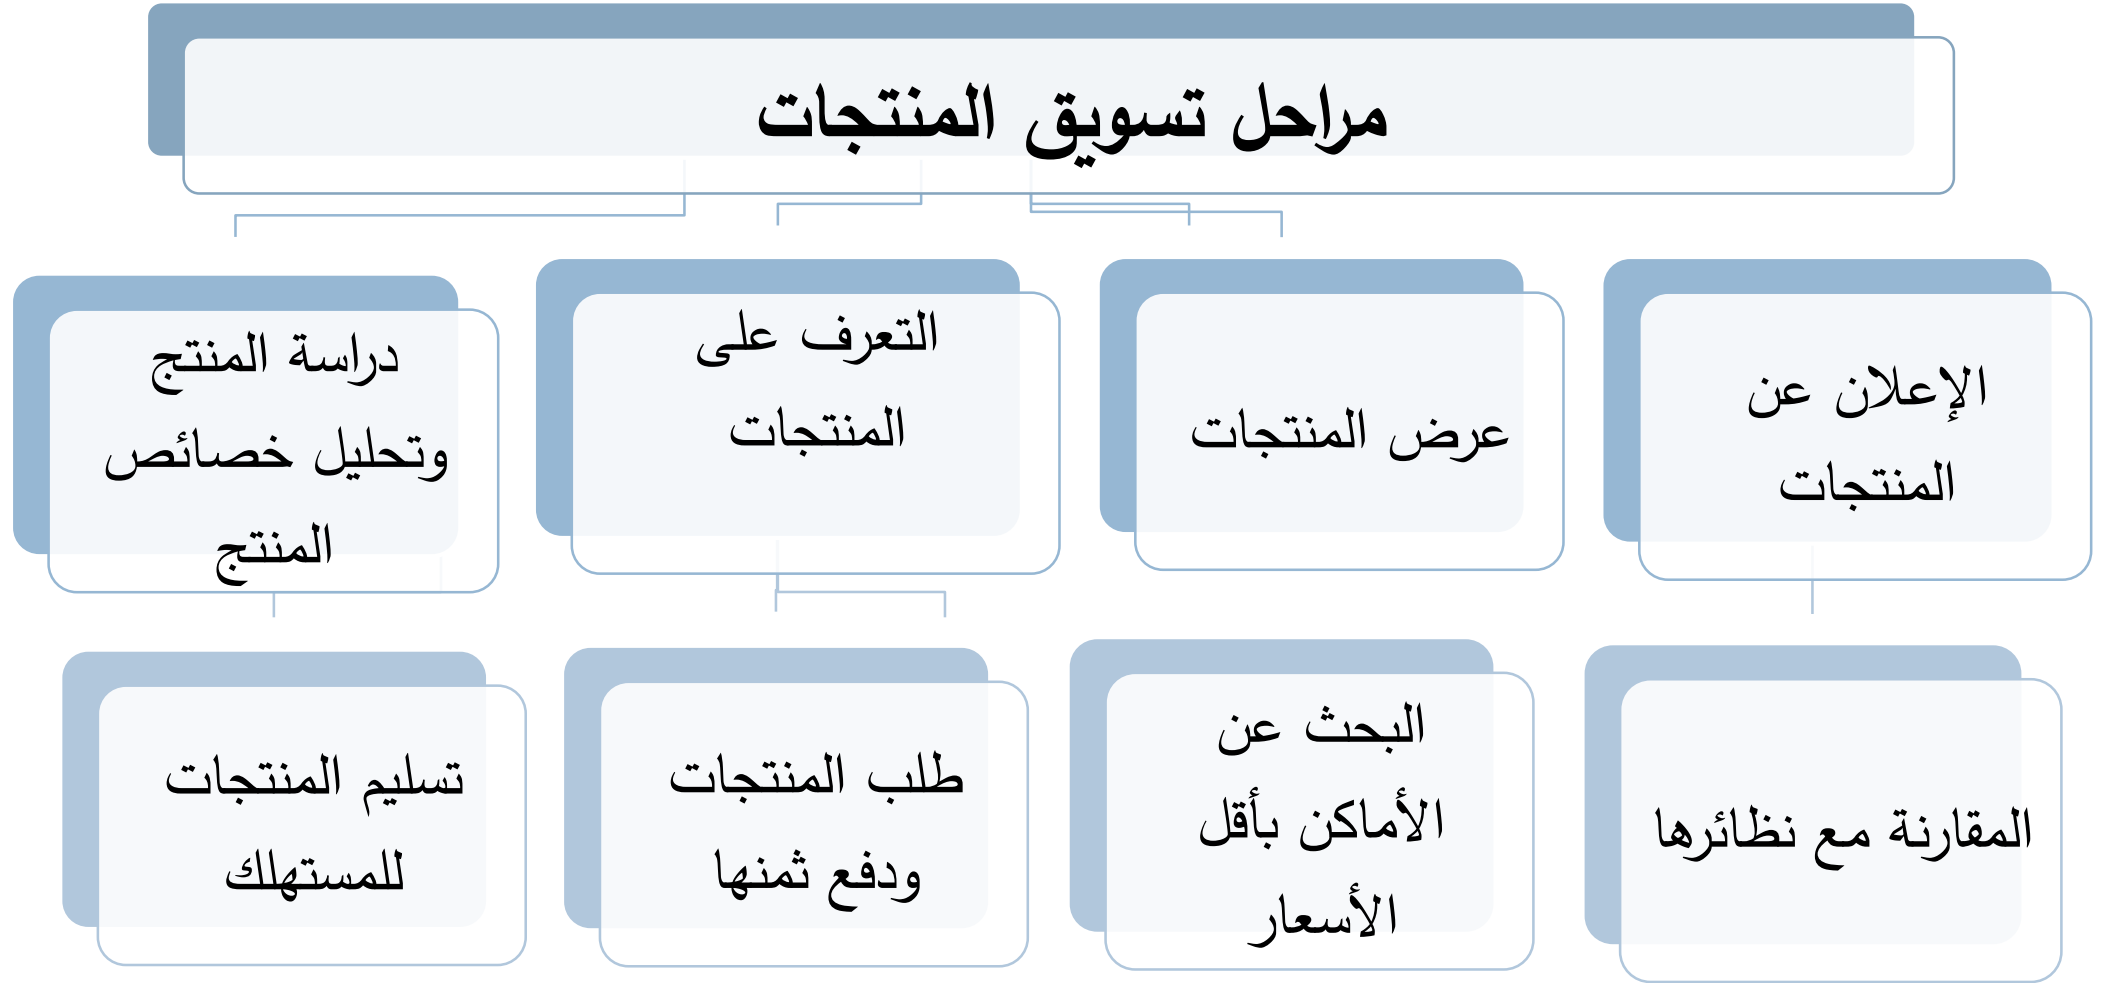 مراحل تسويق المنتجات
الإعلان عن
المنتجات
عرض المنتجات
التعرف على
المنتجات
دراسة المنتج
وتحليل خصائص
المنتج
المقارنة مع نظائرها
البحث عن
الأماكن بأقل
الأسعار
طلب المنتجات
ودفع ثمنها
تسليم المنتجات
للمستهلك